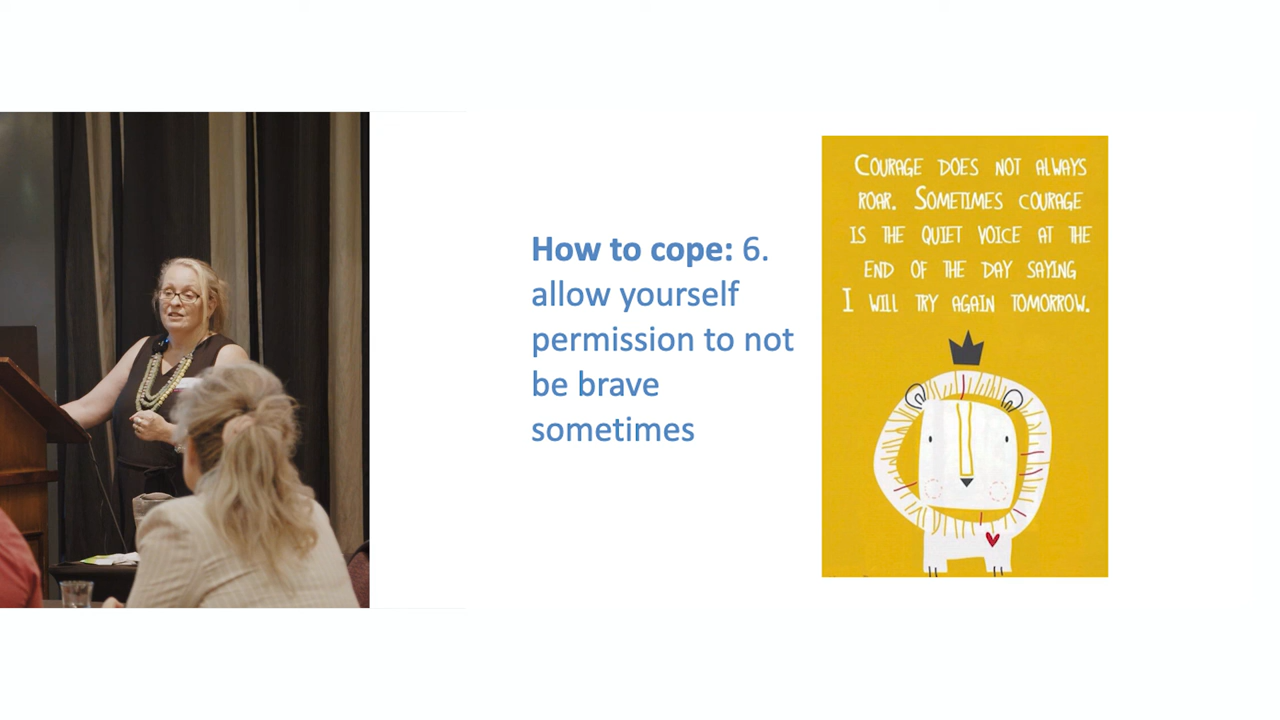 How to cope: 6.
allow yourself
permission to not
be brave
sometimes
COURAGE DOES NOT ALWAYS
ROAR. SOMETIMES COURAGE
IS THE QUIET VOICE AT THE
END OF THE DAY SAYING
I WILL TRY AGAIN TOMORROW.